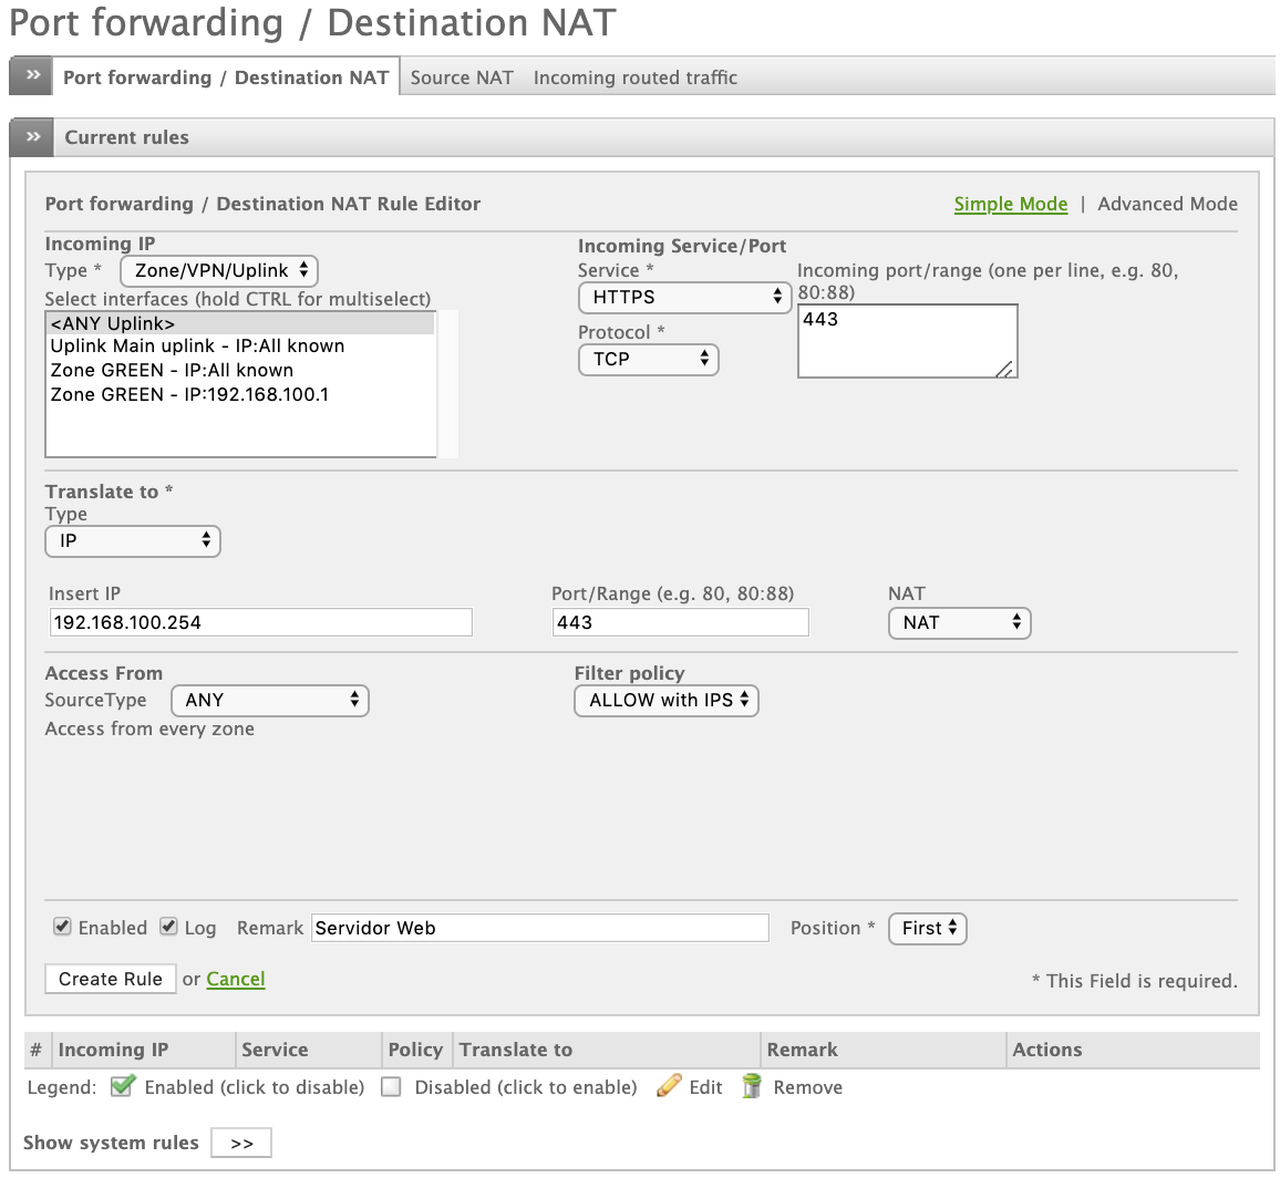 Port forwarding / Destination NAT
>> Port forwarding / Destination NAT Source NAT Incoming routed traffic
>> Current rules
Port forwarding / Destination NAT Rule Editor Simple Mode | Advanced Mode
Incoming IP
Type * Zone/VPN/Uplink
Select interfaces (hold CTRL for multiselect)
<ANY Uplink>
Uplink Main uplink - IP:All known
Zone GREEN - IP:All known
Zone GREEN - IP:192.168.100.1
Incoming Service/Port
Service *
HTTPS
Protocol *
TCP
Incoming port/range (one per line, e.g. 80,
80:88)
443
Translate to *
Type
IP
Insert IP Port/Range (e.g. 80, 80:88) NAT
192.168.100.254 443 NAT
Access From
SourceType ANY
Access from every zone
Filter policy
ALLOW with IPS
Enabled Log Remark Servidor Web Position * First
Create Rule or Cancel * This Field is required.
# Incoming IP Service Policy Translate to Remark Actions
Legend: Enabled (click to disable) Disabled (click to enable) Edit Remove
Show system rules >>